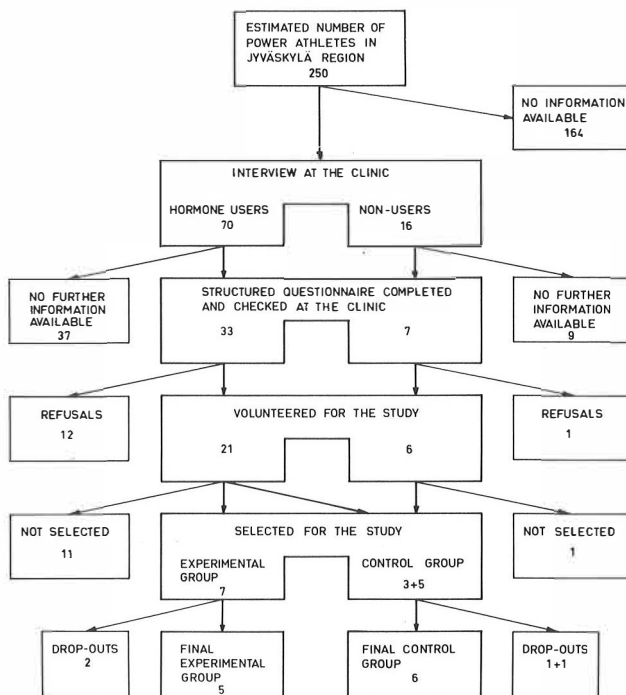 ESTIMATED NUMBER OF
POWER ATHLETES IN
JYVÄSKYLÄ REGION
250
NO INFORMATION
AVAILABLE
164
INTERVIEW AT THE CLINIC
HORMONE USERS
70
NON-USERS
16
NO FURTHER
INFORMATION
AVAILABLE
37
STRUCTURED QUESTIONNAIRE COMPLETED
AND CHECKED AT THE CLINIC
33
7
NO FURTHER
INFORMATION
AVAILABLE
9
REFUSALS
12
VOLUNTEERED FOR THE STUDY
21
6
REFUSALS
1
NOT SELECTED
11
SELECTED FOR THE STUDY
EXPERIMENTAL
GROUP
7
CONTROL GROUP
3+5
NOT SELECTED
1
DROP-OUTS
2
FINAL
EXPERIMENTAL
GROUP
5
FINAL CONTROL
GROUP
6
DROP-OUTS
1+1